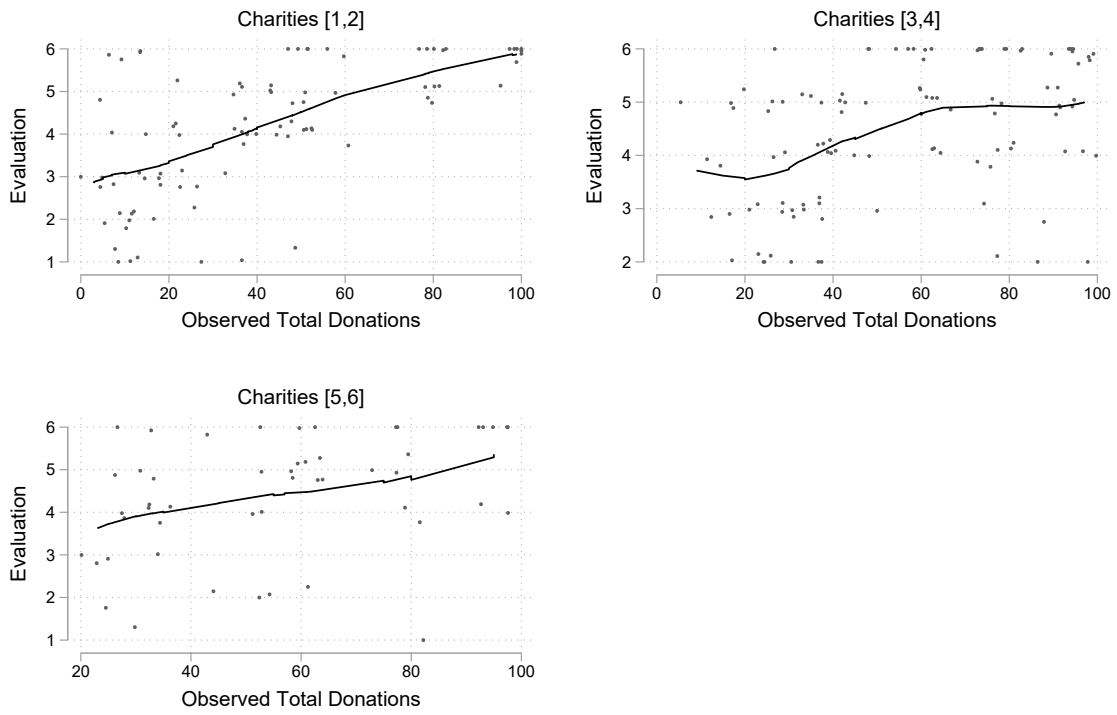 Charities [1,2]
Evaluation
6
5
4
3
2
1
0 20 40 60 80 100
Observed Total Donations
Charities [3,4]
Evaluation
6
5
4
3
2
0 20 40 60 80 100
Observed Total Donations
Charities [5,6]
Evaluation
6
5
4
3
2
1
20 40 60 80 100
Observed Total Donations